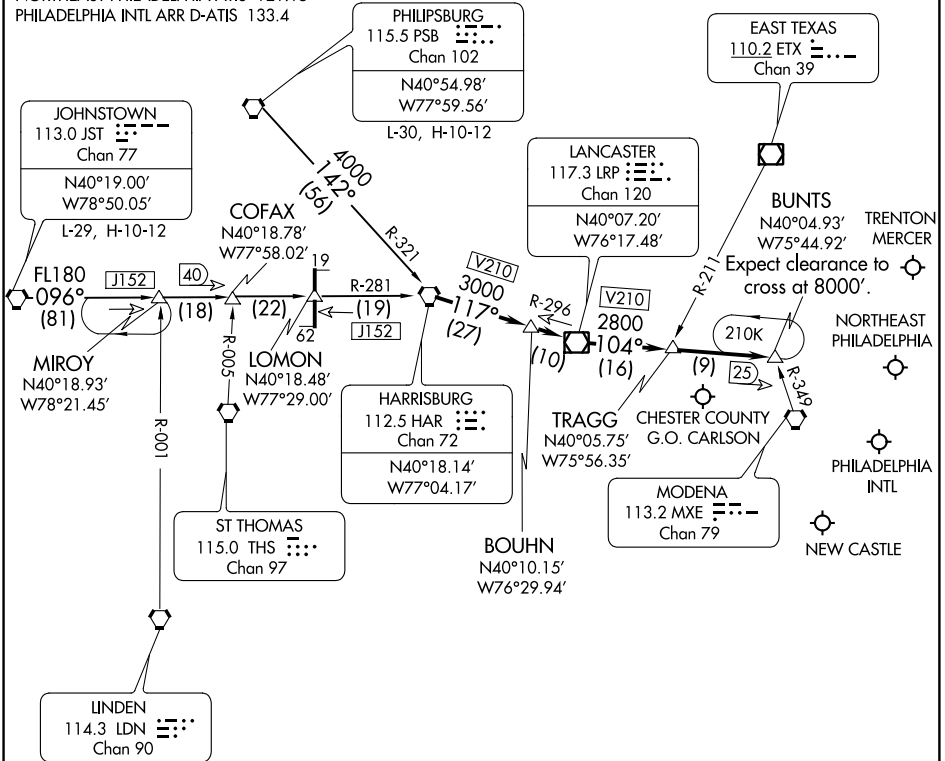 PHILADELPHIA INTL ARR D-ATIS 133.4
PHILIPSBURG
115.5 PSB
Chan 102
N40°54.98'
W77°59.56'
L-30, H-10-12
EAST TEXAS
110.2 ETX
Chan 39
JOHNSTOWN
113.0 JST
Chan 77
N40°19.00'
W78°50.05'
L-29, H-10-12
LANCASTER
117.3 LRP
Chan 120
N40°07.20'
W76°17.48'
4000
142°
(56)
R-321
COFAX
N40°18.78'
W77°58.02'
BUNTS
N40°04.93'
W75°44.92'
Expect clearance to
cross at 8000'.
TRENTON
MERCER
FL180
096°
(81)
J152
(18)
40
(22)
19
62
R-281
(19)
J152
V210
3000
117°
(27)
R-296
(10)
V210
2800
104°
(16)
R-211
210K
(9)
25
R-349
NORTHEAST
PHILADELPHIA
MIROY
N40°18.93'
W78°21.45'
R-005
LOMON
N40°18.48'
W77°29.00'
HARRISBURG
112.5 HAR
Chan 72
N40°18.14'
W77°04.17'
TRAGG
N40°05.75'
W75°56.35'
CHESTER COUNTY
G.O. CARLSON
PHILADELPHIA
INTL
R-001
ST THOMAS
115.0 THS
Chan 97
BOUHN
N40°10.15'
W76°29.94'
MODENA
113.2 MXE
Chan 79
NEW CASTLE
LINDEN
114.3 LDN
Chan 90